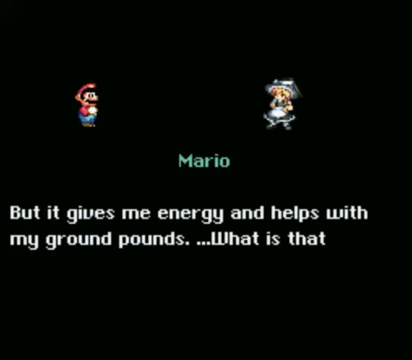 Mario
But it gives me energy and helps with
my ground pounds. ...What is that